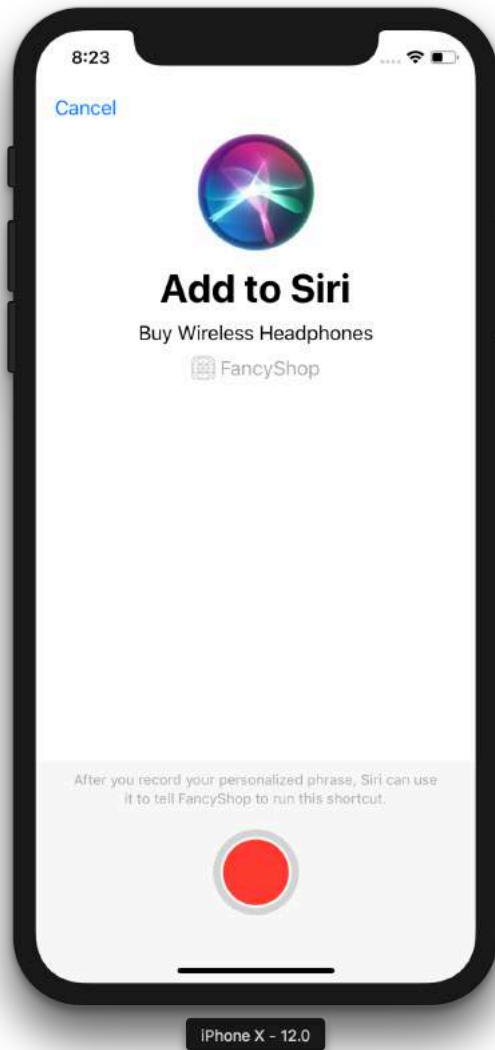 8:23
Cancel
Add to Siri
Buy Wireless Headphones
FancyShop
After you record your personalized phrase, Siri can use
it to tell FancyShop to run this shortcut.
iPhone X - 12.0